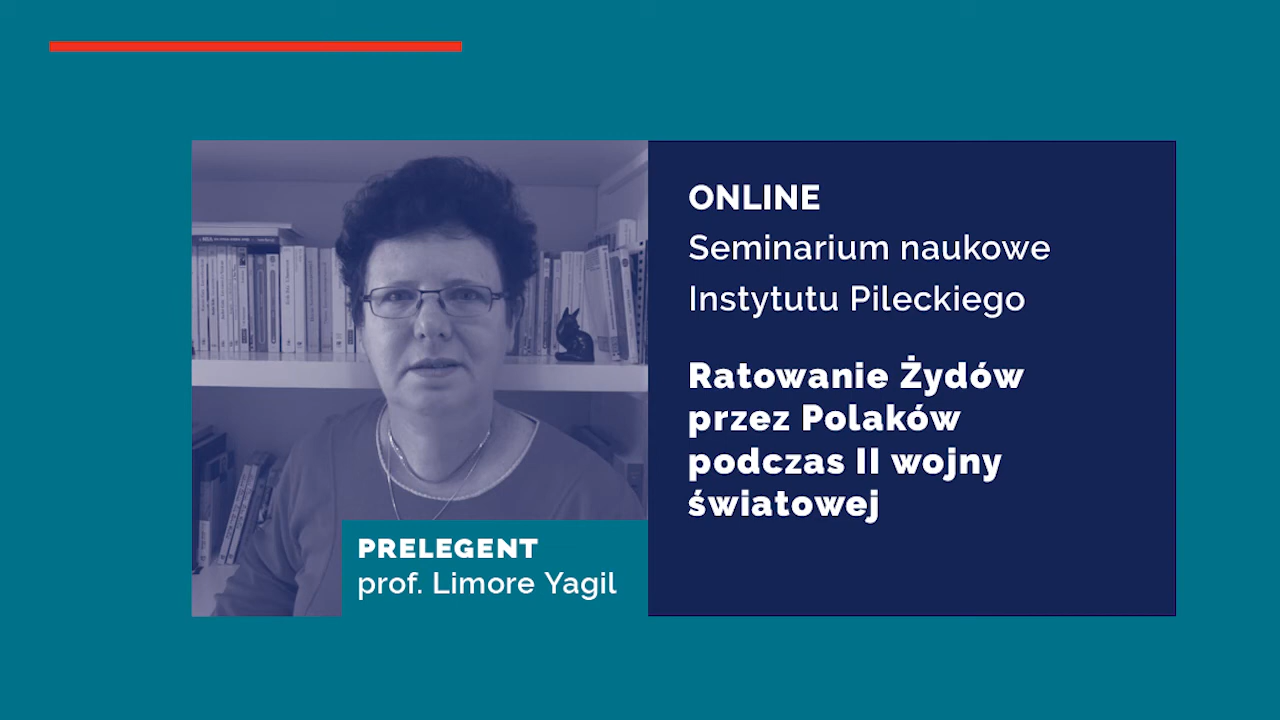 ONLINE
Seminarium naukowe
Instytutu Pileckiego
Ratowanie Żydów
przez Polaków
podczas II wojny
światowej
PRELEGENT
prof. Limore Yagil